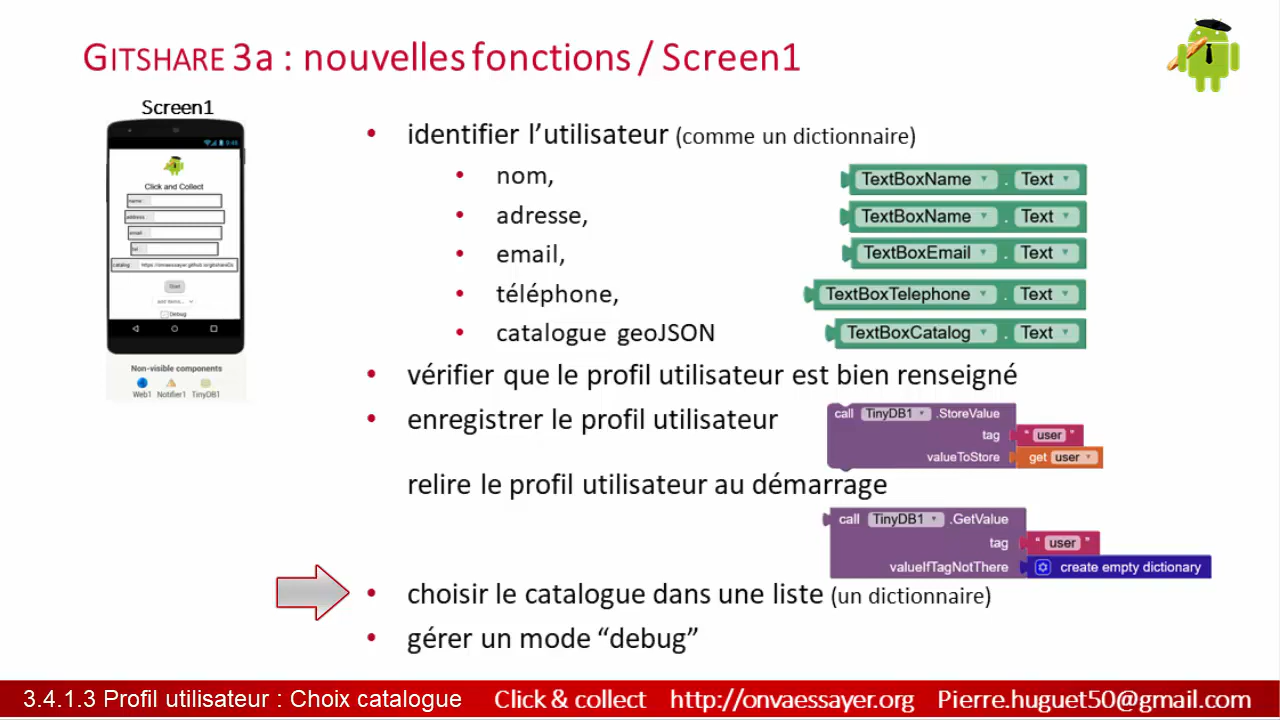 GITSHARE 3a : nouvelles fonctions / Screen1
Screen1
Click and Collect
name :
address :
email
tel :
catalog
Start
add items...
Debug
Non-visible components
Web1 Notifier1 TinyDB1
• identifier l’utilisateur (comme un dictionnaire)
• nom,
TextBoxName . Text
• adresse,
TextBoxName . Text
• email,
TextBoxEmail . Text
• téléphone,
TextBoxTelephone . Text
• catalogue geoJSON
TextBoxCatalog . Text
• vérifier que le profil utilisateur est bien renseigné
• enregistrer le profil utilisateur
call TinyDB1 .StoreValue
tag “ user ”
valueToStore get user
relire le profil utilisateur au démarrage
call TinyDB1 .GetValue
tag “ user ”
valueIfTagNotThere create empty dictionary
• choisir le catalogue dans une liste (un dictionnaire)
• gérer un mode “debug”
3.4.1.3 Profil utilisateur : Choix catalogue Click & collect http://onvaessayer.org Pierre.huguet50@gmail.com